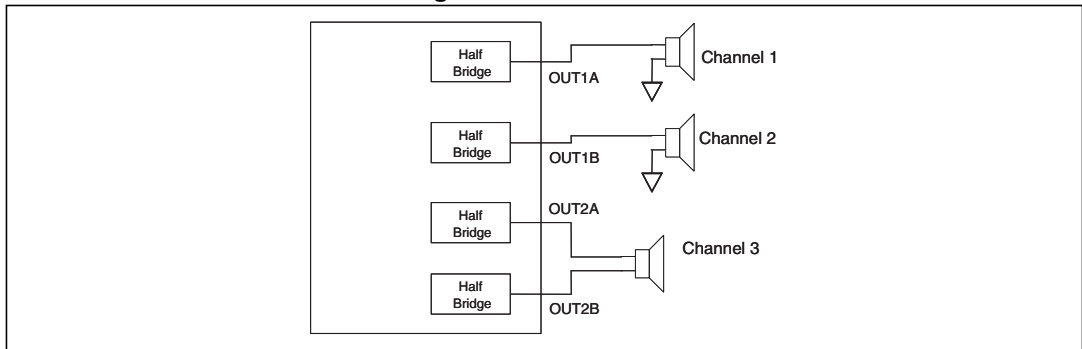 Half
Bridge
OUT1A
Channel 1
Half
Bridge
OUT1B
Channel 2
Half
Bridge
OUT2A
Channel 3
Half
Bridge
OUT2B